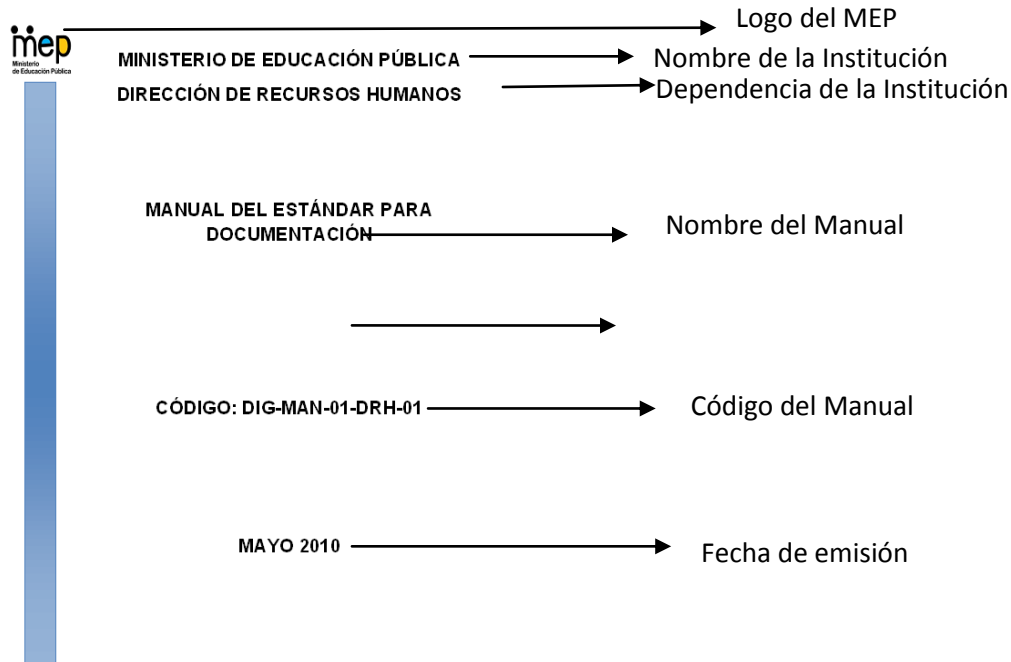 Logo del MEP
mep
Ministerio
de Educación Pública
MINISTERIO DE EDUCACIÓN PÚBLICA
Nombre de la Institución
DIRECCIÓN DE RECURSOS HUMANOS
Dependencia de la Institución
MANUAL DEL ESTÁNDAR PARA
DOCUMENTACIÓN
Nombre del Manual
CÓDIGO: DIG-MAN-01-DRH-01
Código del Manual
MAYO 2010
Fecha de emisión